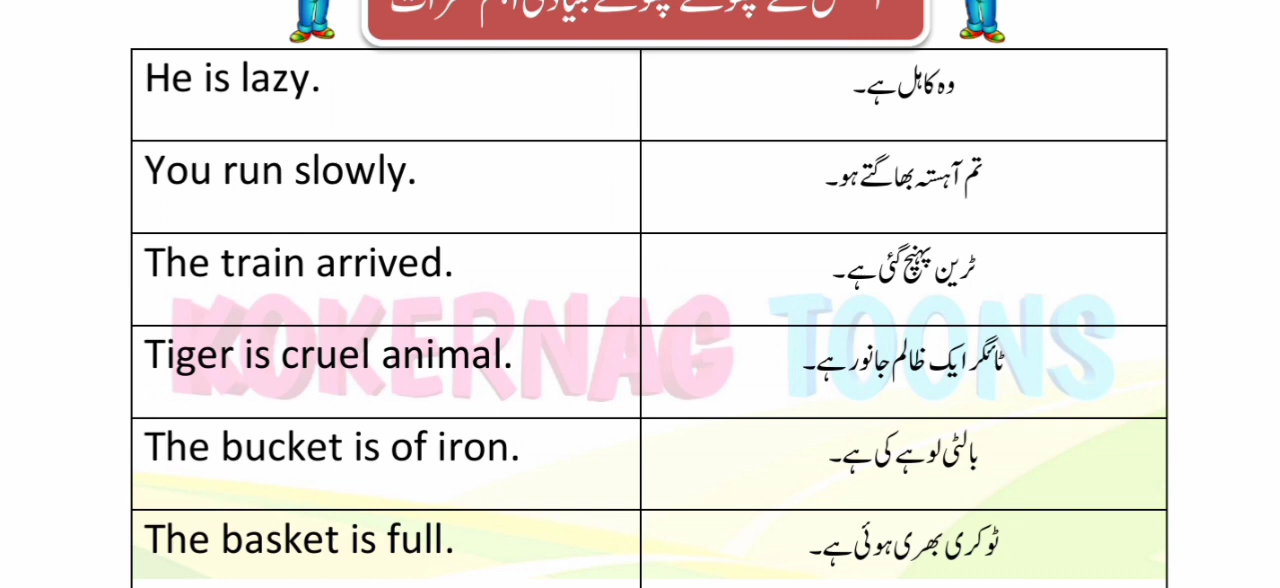 He is lazy. وہ کاہل ہے۔
You run slowly. تم آہستہ بھاگتے ہو۔
The train arrived. ٹرین پہنچ گئی ہے۔
KOKERNAG TOONS
Tiger is cruel animal. ٹائگر ایک ظالم جانور ہے۔
The bucket is of iron. بالٹی لوہے کی ہے۔
The basket is full. ٹوکری بھری ہوئی ہے۔